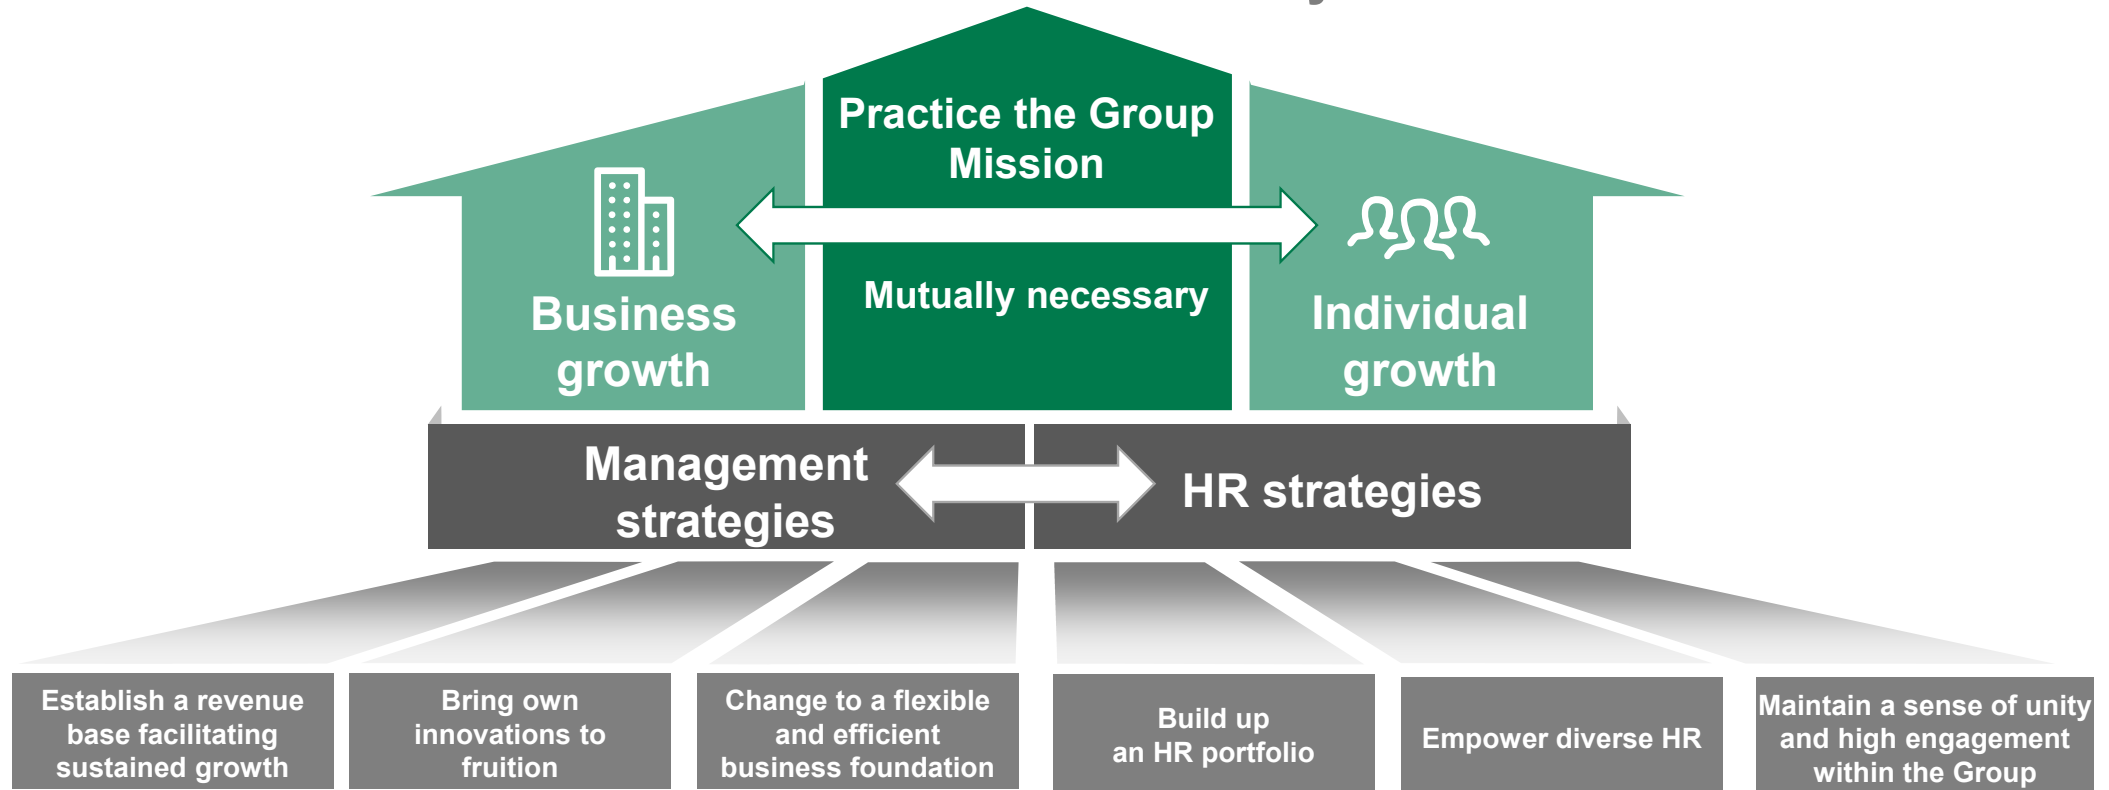 Practice the Group
Mission
Mutually necessary
Business
growth
Individual
growth
Management
strategies
HR strategies
Establish a revenue
base facilitating
sustained growth
Bring own
innovations to
fruition
Change to a flexible
and efficient
business foundation
Build up
an HR portfolio
Empower diverse HR
Maintain a sense of unity
and high engagement
within the Group